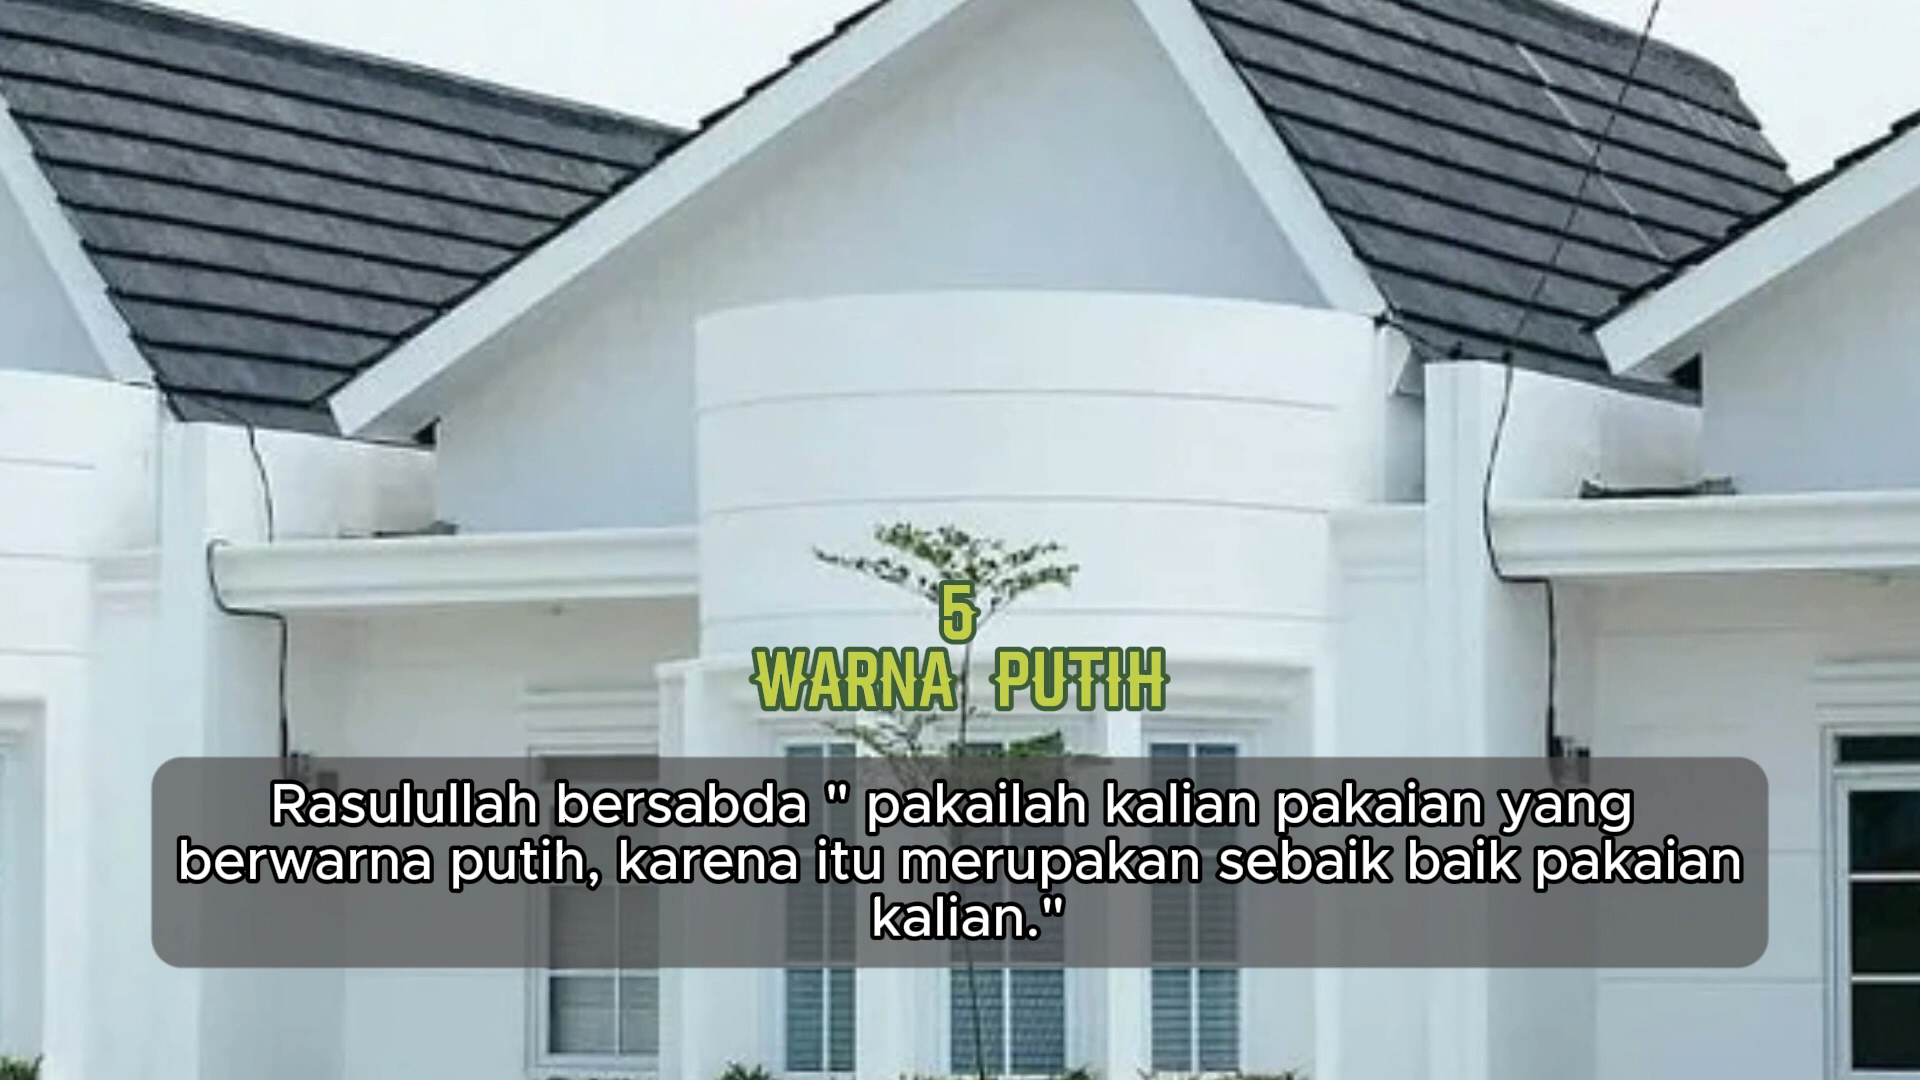 5
WARNA PUTIH
Rasulullah bersabda " pakailah kalian pakaian yang
berwarna putih, karena itu merupakan sebaik baik pakaian
kalian."